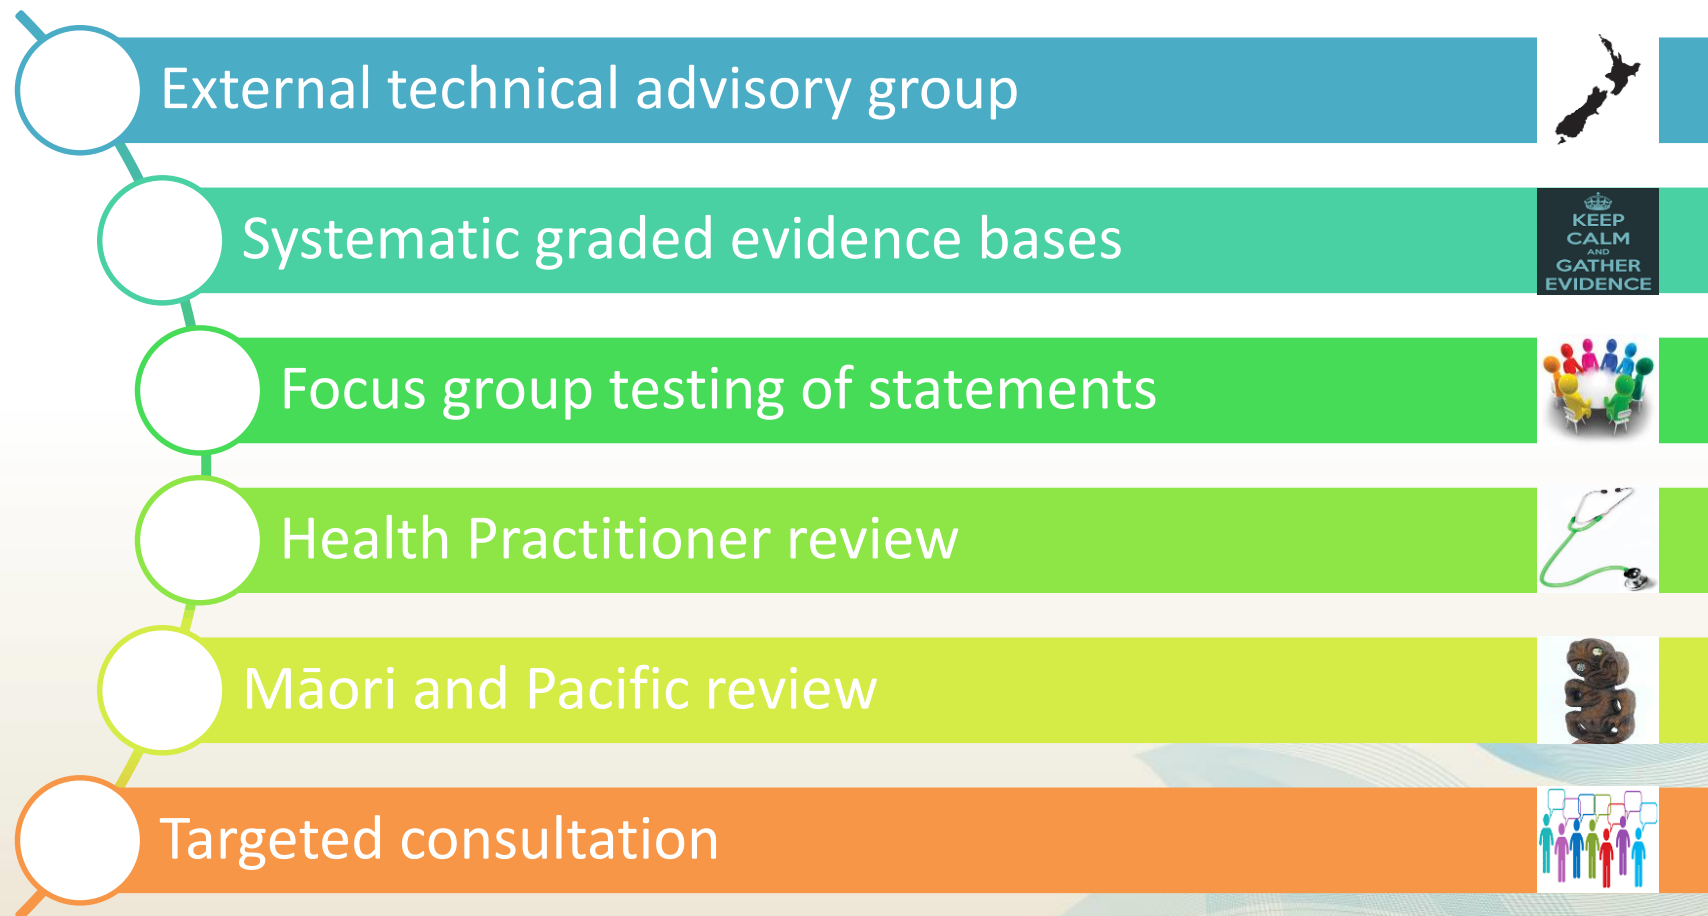 External technical advisory group
Systematic graded evidence bases
KEEP
CALM
AND
GATHER
EVIDENCE
Focus group testing of statements
Health Practitioner review
Māori and Pacific review
Targeted consultation